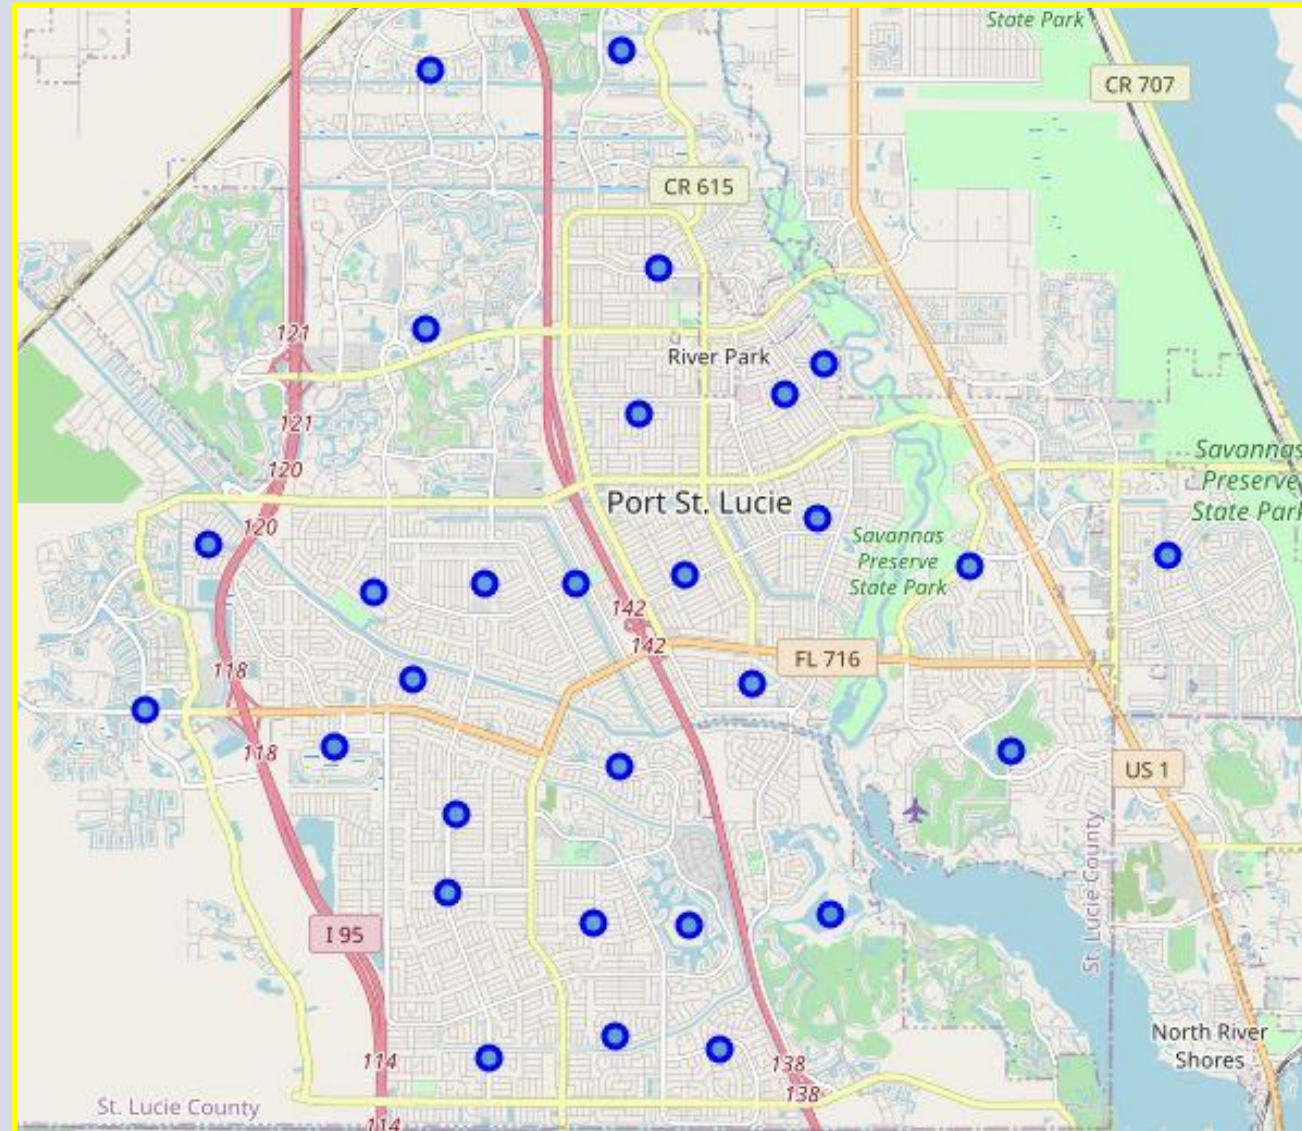 State Park
CR 707
CR 615
121
River Park
121
Savannas
Preserve
State Park
120
Port St. Lucie
120
Savannas
Preserve
State Park
142
142
FL 716
118
118
US 1
St. Lucie County
I 95
North River
Shores
114
138
138
St. Lucie County
114